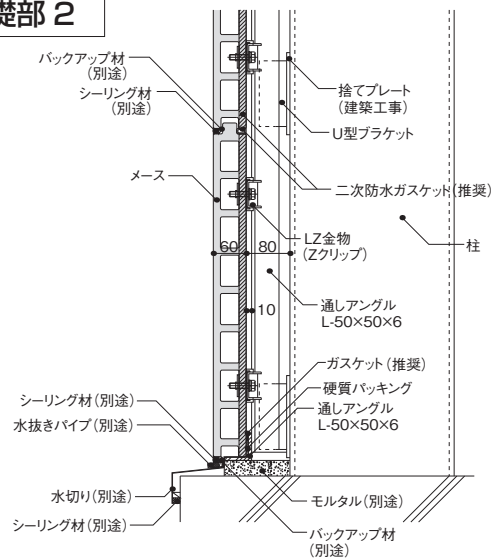 礎部 2
バックアップ材
(別途)
シーリング材
(別途)
メース
捨てプレート
(建築工事)
U型ブラケット
二次防水ガスケット(推奨)
60
80
LZ金物
(Zクリップ)
柱
10
通しアングル
L-50×50×6
ガスケット(推奨)
硬質パッキング
通しアングル
L-50×50×6
シーリング材(別途)
水抜きパイプ(別途)
水切り(別途)
シーリング材(別途)
モルタル(別途)
バックアップ材
(別途)